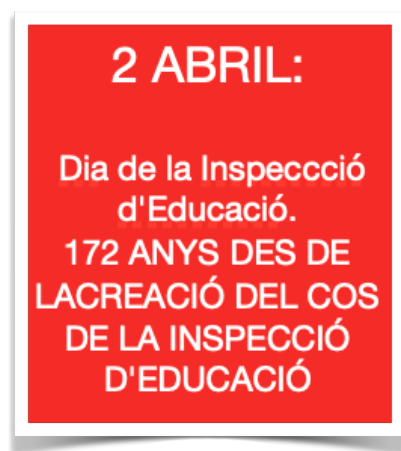 2 ABRIL:
Dia de la Inspeccció
d'Educació.
172 ANYS DES DE
LACREACIÓ DEL COS
DE LA INSPECCIÓ
D'EDUCACIÓ